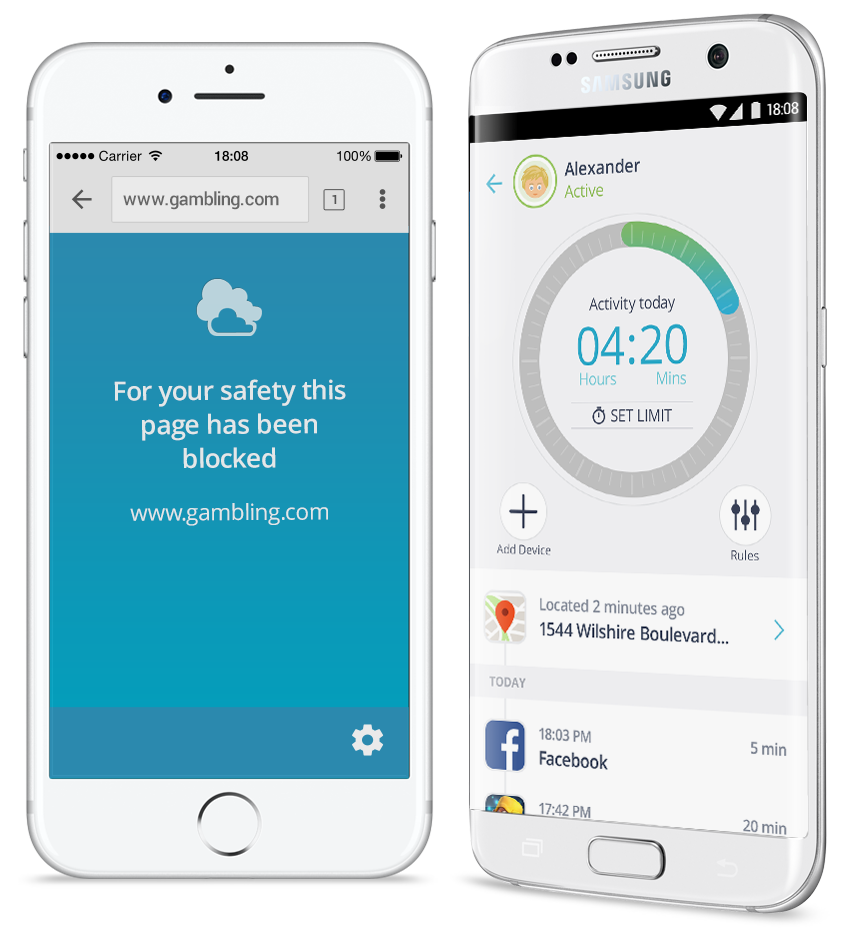 Carrier 18:08 100%
www.gambling.com 1
For your safety this
page has been
blocked
www.gambling.com
SAMSUNG
18:08
Alexander
Active
Activity today
04:20
Hours Mins
SET LIMIT
Add Device
Rules
Located 2 minutes ago
1544 Wilshire Boulevard...
TODAY
18:03 PM
Facebook
5 min
17:42 PM
20 min